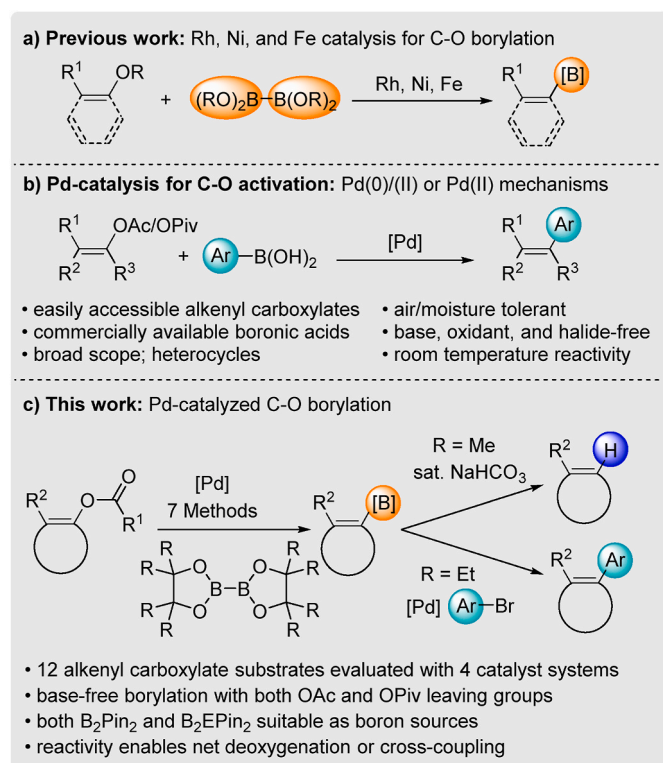 a) Previous work: Rh, Ni, and Fe catalysis for C-O borylation
R¹ OR + (RO)₂B B(OR)₂ Rh, Ni, Fe R¹ [B]
b) Pd-catalysis for C-O activation: Pd(0)/(II) or Pd(II) mechanisms
R¹ OAc/OPiv R² R³ + Ar B(OH)₂ [Pd] R¹ Ar R² R³
• easily accessible alkenyl carboxylates
• commercially available boronic acids
• broad scope; heterocycles
• air/moisture tolerant
• base, oxidant, and halide-free
• room temperature reactivity
c) This work: Pd-catalyzed C-O borylation
R² O O R¹
[Pd]
7 Methods
R R R R O O B B O O R R R R
R² [B]
R = Me
sat. NaHCO₃
R² H
R = Et
[Pd] Ar Br
R² Ar
• 12 alkenyl carboxylate substrates evaluated with 4 catalyst systems
• base-free borylation with both OAc and OPiv leaving groups
• both B₂Pin₂ and B₂EPin₂ suitable as boron sources
• reactivity enables net deoxygenation or cross-coupling